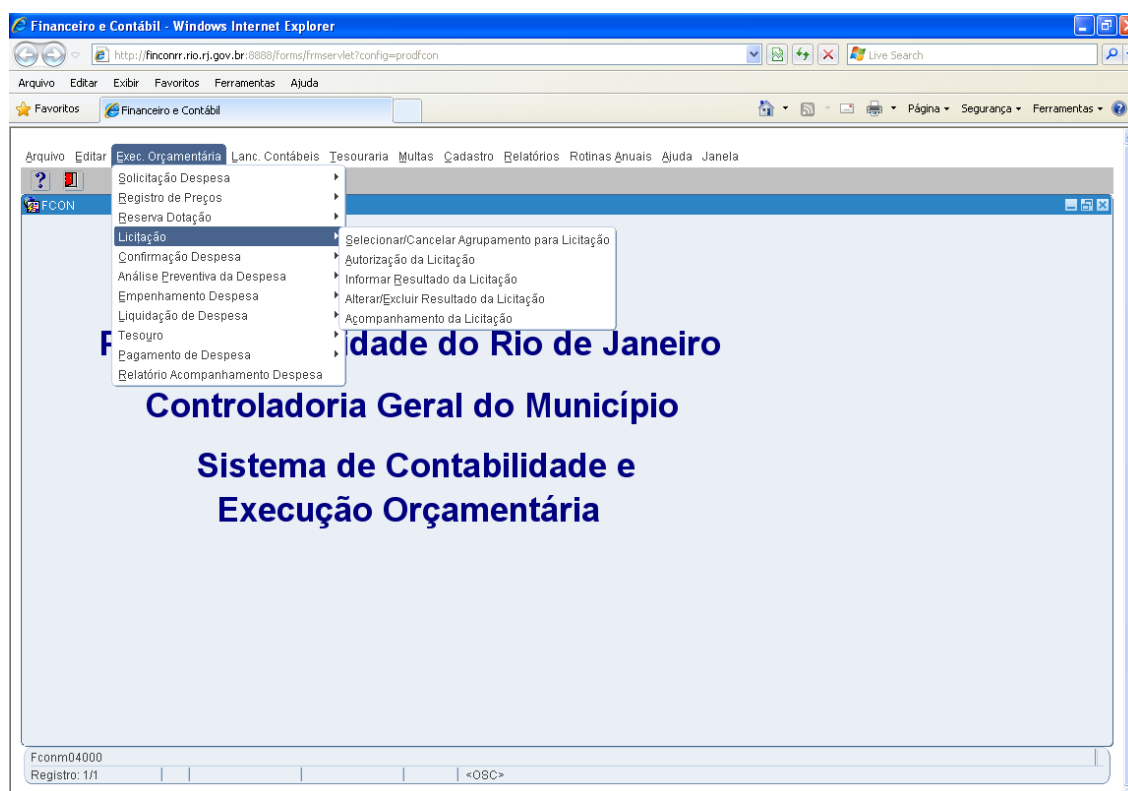 Financeiro e Contábil - Windows Internet Explorer
http://finconrr.rio.rj.gov.br:8888/forms/frmservlet?config=prodfcon
Live Search
Arquivo Editar Exibir Favoritos Ferramentas Ajuda
Favoritos Financeiro e Contábil Página Segurança Ferramentas
Arquivo Editar Exec. Orçamentária Lanc. Contábeis Tesouraria Multas Cadastro Relatórios Rotinas Anuais Ajuda Janela
FCON
Solicitação Despesa
Registro de Preços
Reserva Dotação
Licitação
Confirmação Despesa
Análise Preventiva da Despesa
Empenhamento Despesa
Liquidação de Despesa
Tesouro
Pagamento de Despesa
Relatório Acompanhamento Despesa
Selecionar/Cancelar Agrupamento para Licitação
Autorização da Licitação
Informar Resultado da Licitação
Alterar/Excluir Resultado da Licitação
Acompanhamento da Licitação
idade do Rio de Janeiro
Controladoria Geral do Município
Sistema de Contabilidade e
Execução Orçamentária
Fconm04000
Registro: 1/1 <OSC>